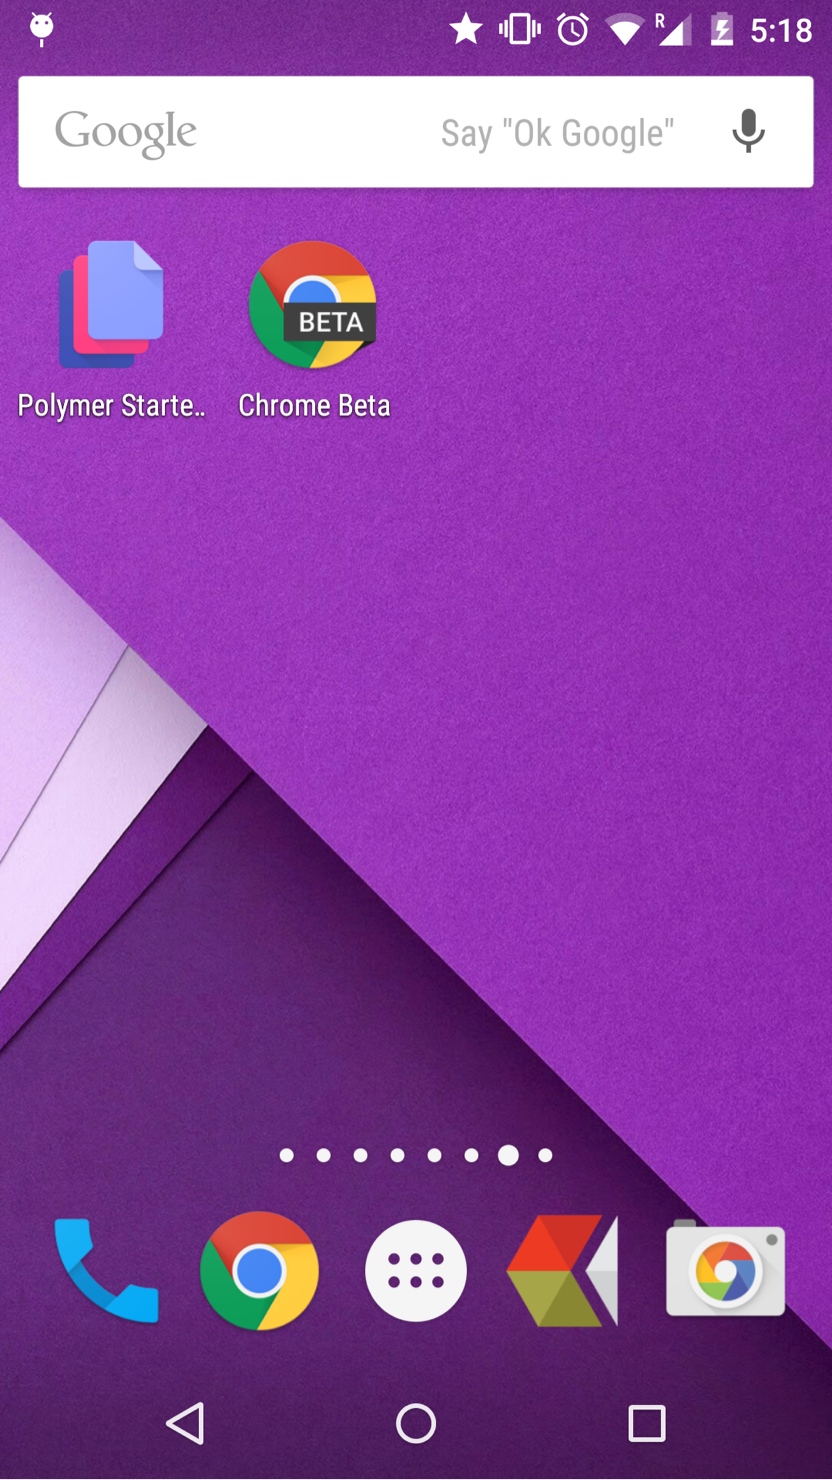 R
5:18
Google Say "Ok Google"
BETA
Polymer Starte.. Chrome Beta